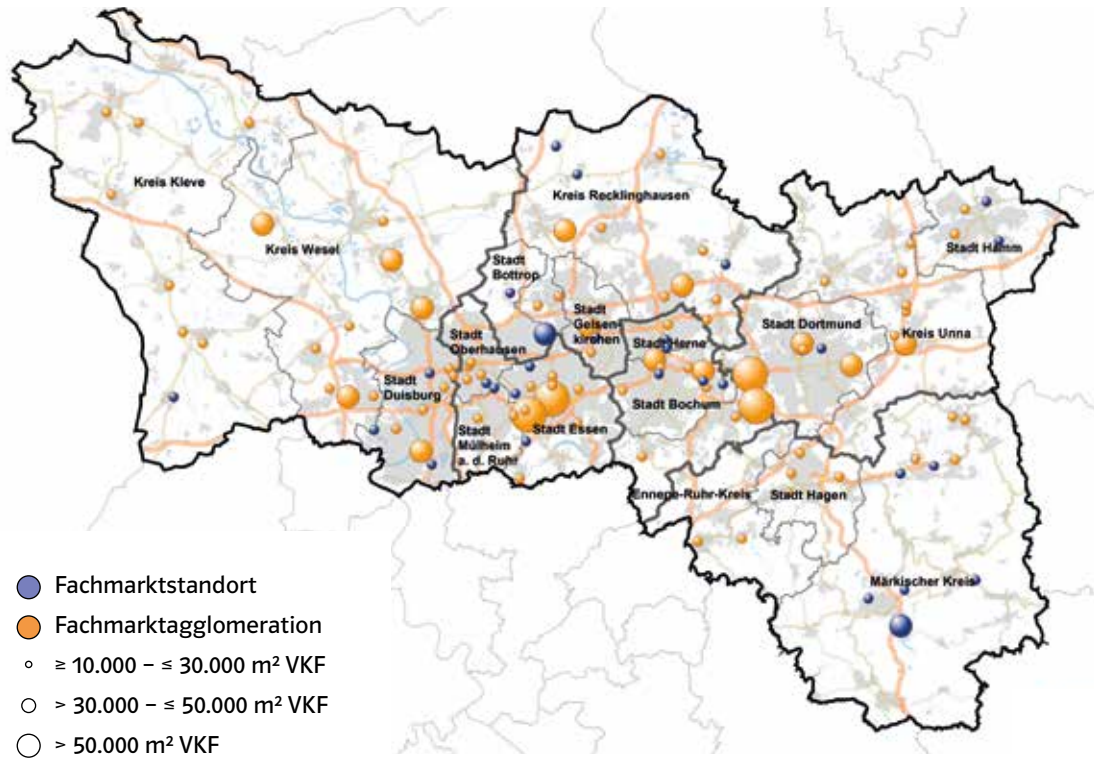 Kreis Kleve
Kreis Wesel
Kreis Recklinghausen
Stadt
Bottrop
Stadt Hamm
Stadt
Gelsen-
kirchen
Stadt
Oberhausen
Stadt Herne
Stadt Dortmund
Kreis Unna
Stadt
Duisburg
Stadt
Mülheim
a. d. Ruhr
Stadt Essen
Stadt Bochum
Ennepe-Ruhr-Kreis
Stadt Hagen
Märkischer Kreis
Fachmarktstandort
Fachmarktagglomeration
≥ 10.000 – ≤ 30.000 m² VKF
> 30.000 – ≤ 50.000 m² VKF
> 50.000 m² VKF